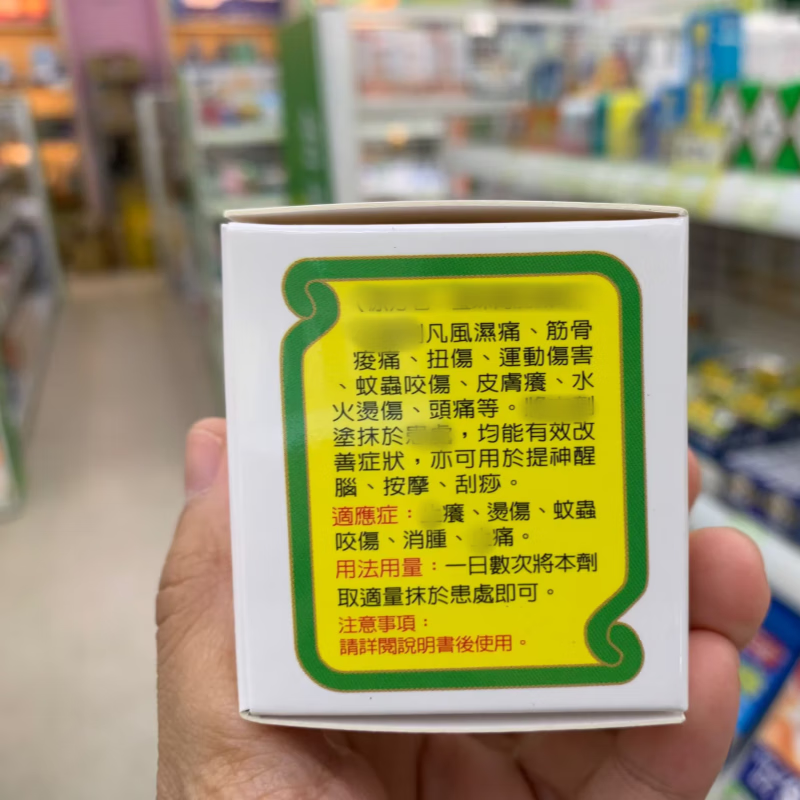 凡風濕痛、筋骨
痠痛、扭傷、運動傷害
、蚊蟲咬傷、皮膚癢、水
火燙傷、頭痛等。
塗抹於，均能有效改
善症狀，亦可用於提神醒
腦、按摩、刮痧。
適應症：癢、燙傷、蚊蟲
咬傷、消腫、痛。
用法用量：一日數次將本劑
取適量抹於患處即可。
注意事項：
請詳閱說明書後使用。